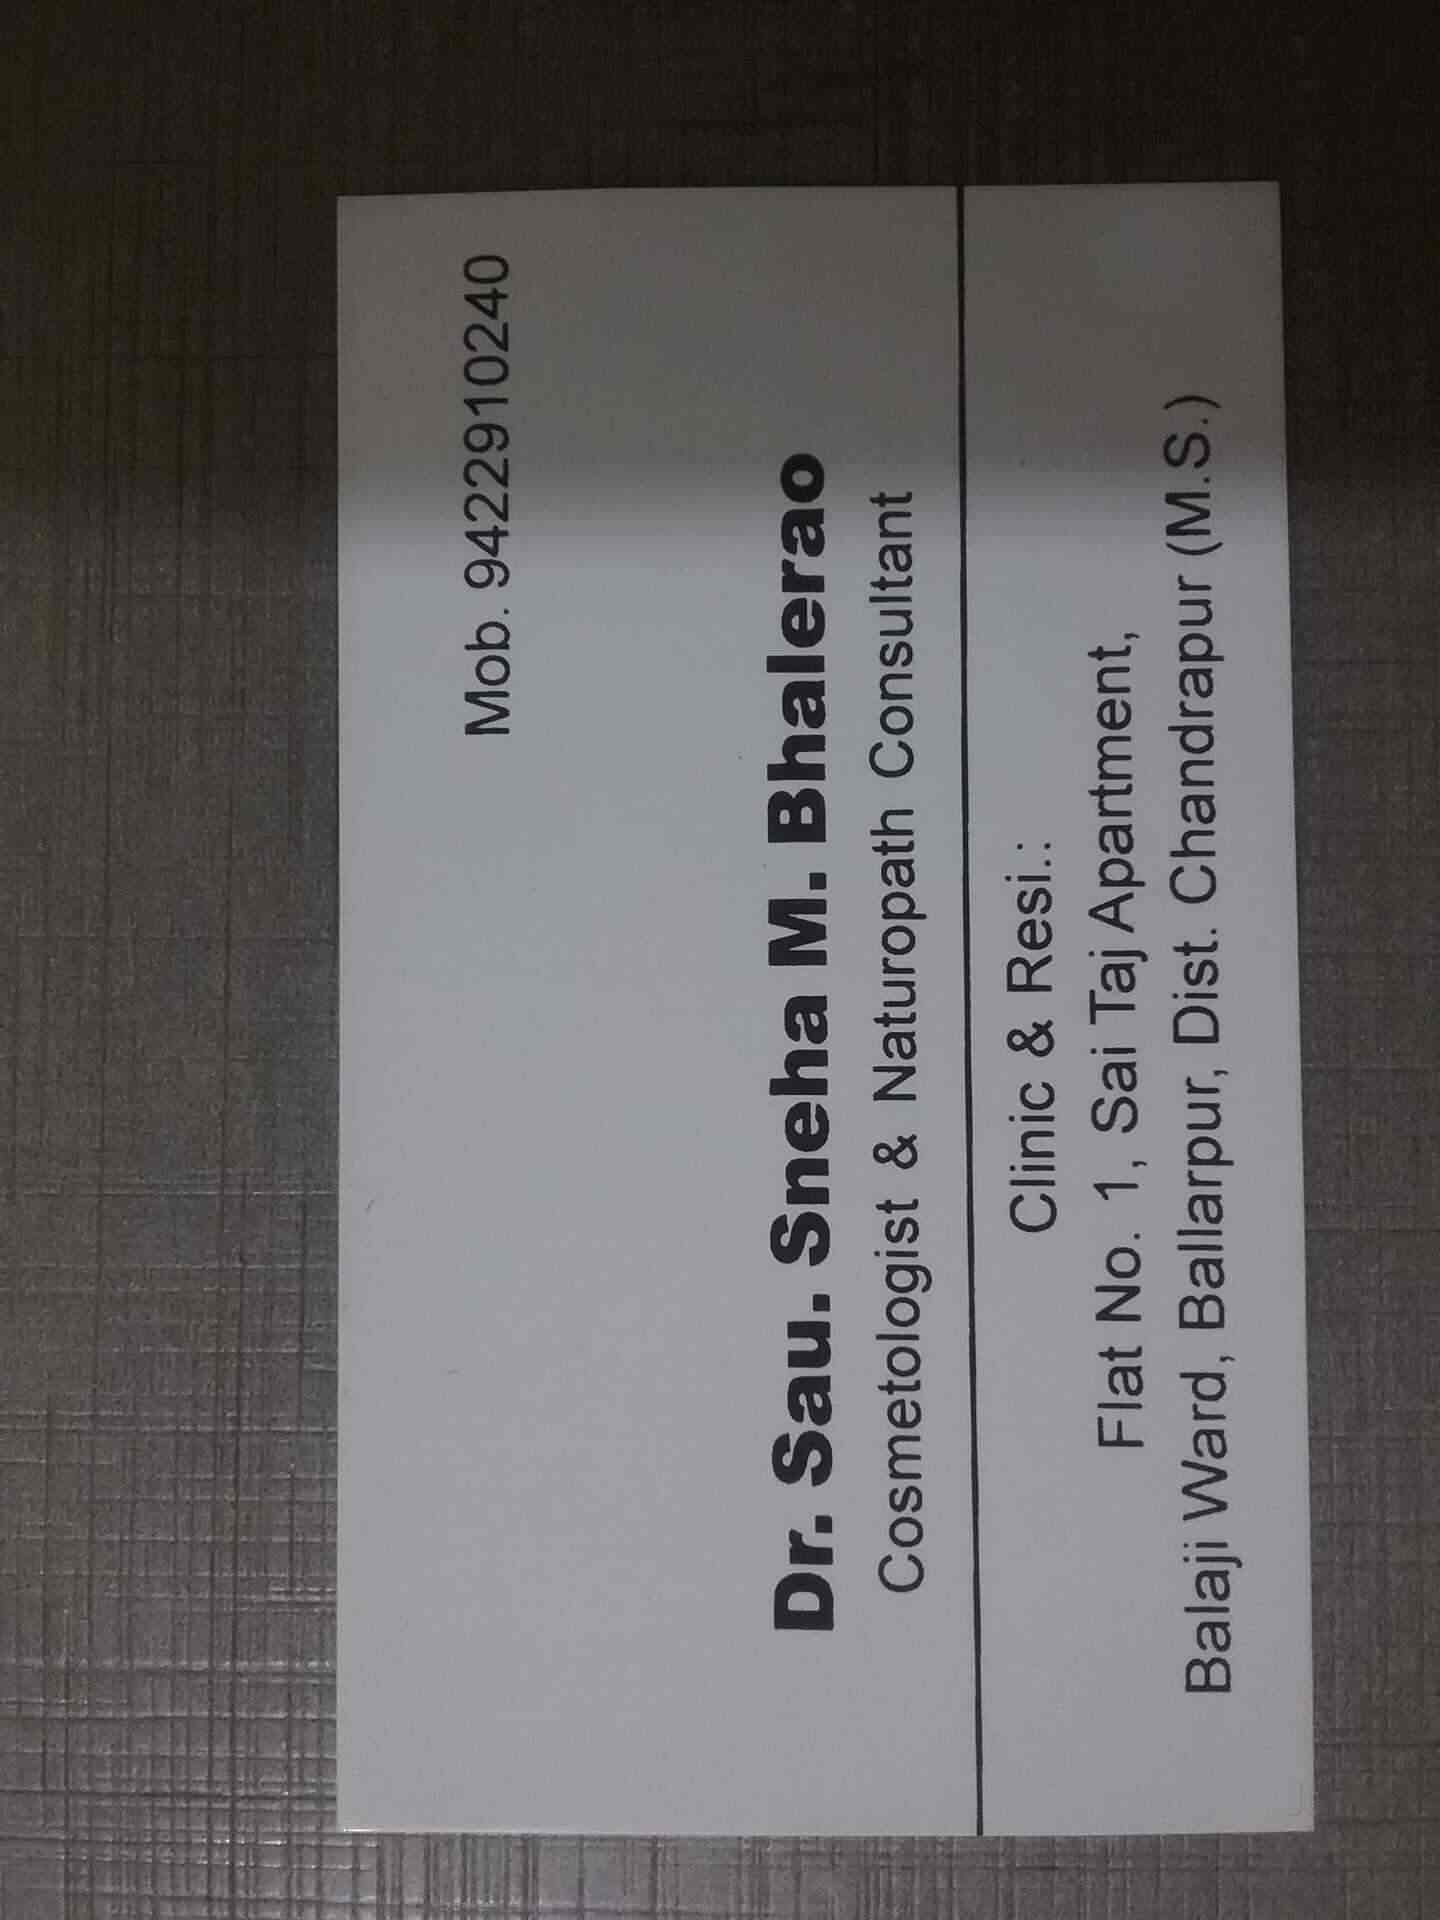 Mob. 9422910240
Dr. Sau. Sneha M. Bhalerao
Cosmetologist & Naturopath Consultant
Clinic & Resi.:
Flat No. 1, Sai Taj Apartment,
Balaji Ward, Ballarpur, Dist. Chandrapur (M.S.)